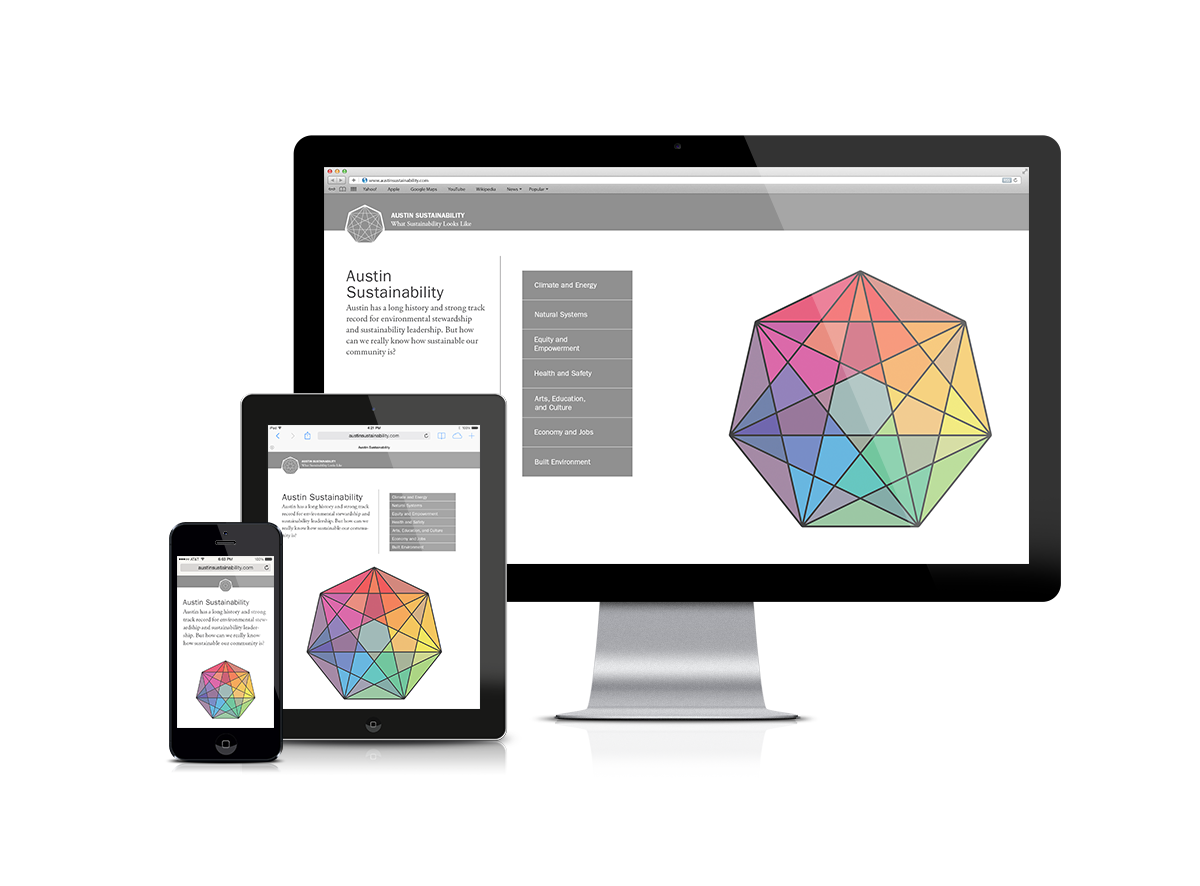 www.austinsustainability.com
Yahoo! Apple Google Maps YouTube Wikipedia News Popular
AUSTIN SUSTAINABILITY
What Sustainability Looks Like
Austin
Sustainability
Austin has a long history and strong track
record for environmental stewardship
and sustainability leadership. But how
can we really know how sustainable our
community is?
Climate and Energy
Natural Systems
Equity and
Empowerment
Health and Safety
Arts, Education,
and Culture
Economy and Jobs
Built Environment
iPad 4:21 PM 100%
austinsustainability.com
Austin Sustainability
AUSTIN SUSTAINABILITY
What Sustainability Looks Like
Austin Sustainability
Austin has a long history and strong track
record for environmental stewardship and
sustainability leadership. But how can we
really know how sustainable our commu-
nity is?
Climate and Energy
Natural Systems
Equity and Empowerment
Health and Safety
Arts, Education, and Culture
Economy and Jobs
Built Environment
AT&T 100%
austinsustainability.com
Austin Sustainability
Austin has a long history and strong
track record for environmental stew-
ardship and sustainability leader-
ship. But how can we really know
how sustainable our community is?